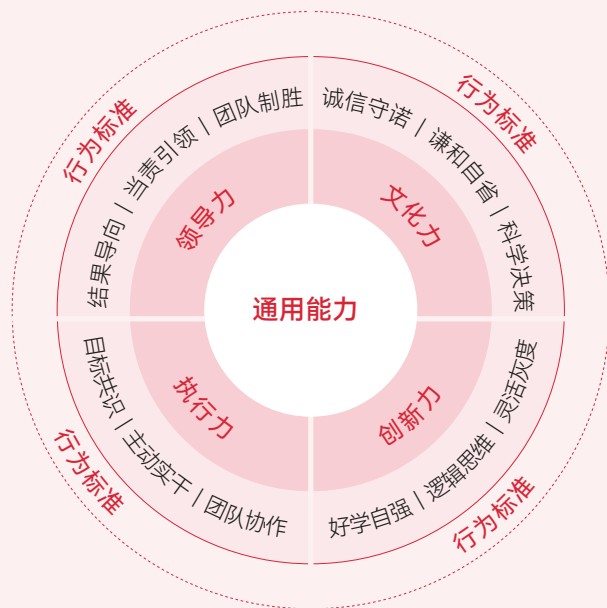 行为标准
结果导向 | 当责引领 | 团队制胜
领导力
行为标准
诚信守诺 | 谦和自省 | 科学决策
文化力
通用能力
执行力
目标共识 | 主动实干 | 团队协作
行为标准
创新力
好学自强 | 逻辑思维 | 灵活灰度
行为标准